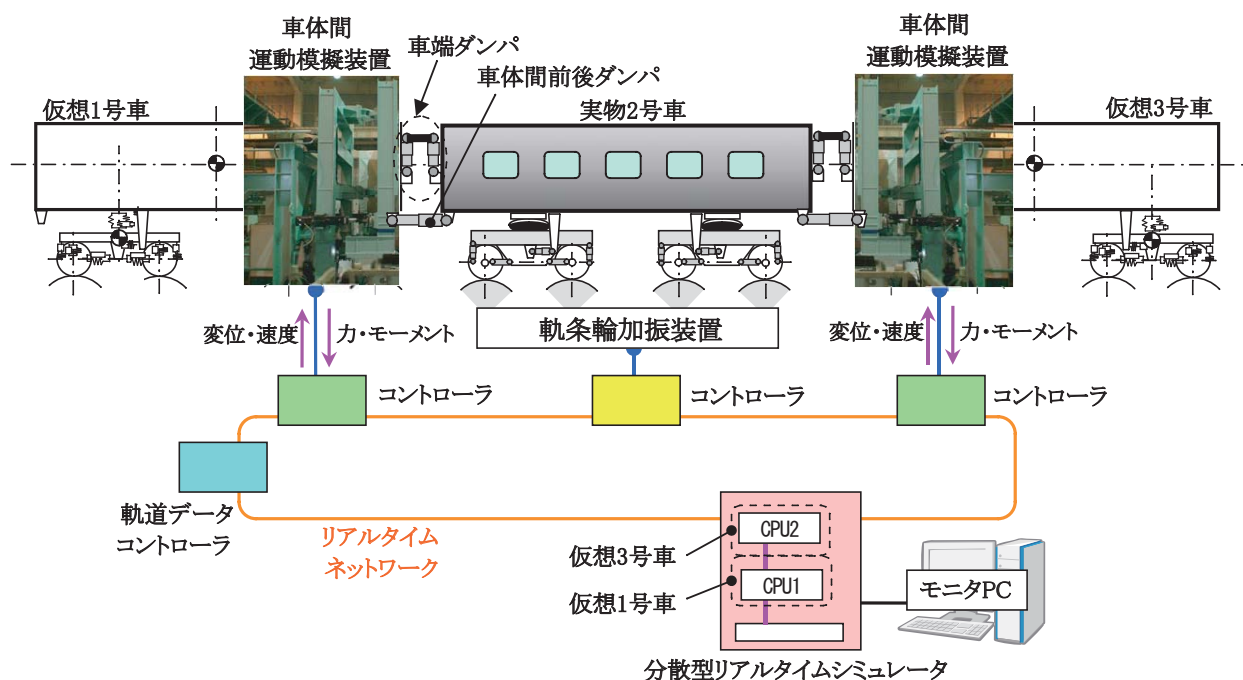 車体間
運動模擬装置
車端ダンパ
車体間前後ダンパ
車体間
運動模擬装置
仮想1号車
実物2号車
仮想3号車
変位・速度
力・モーメント
軌条輪加振装置
変位・速度
力・モーメント
コントローラ
コントローラ
コントローラ
軌道データ
コントローラ
リアルタイム
ネットワーク
CPU2
仮想3号車
CPU1
仮想1号車
モニタPC
分散型リアルタイムシミュレータ